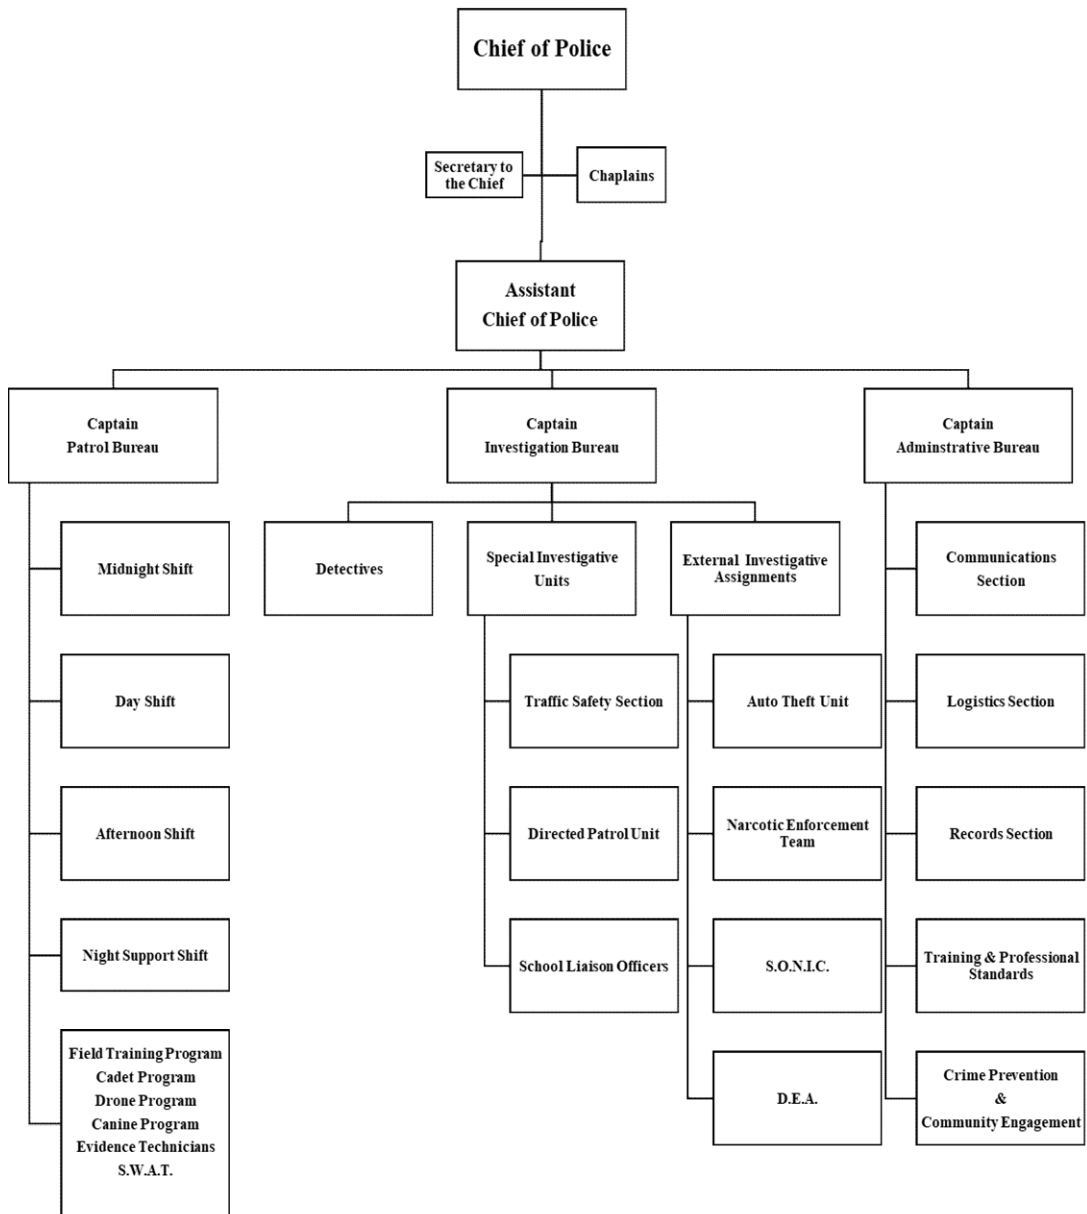 Chief of Police
Secretary to
the Chief
Chaplains
Assistant
Chief of Police
Captain
Patrol Bureau
Captain
Investigation Bureau
Captain
Adminstrative Bureau
Midnight Shift
Detectives
Special Investigative
Units
External Investigative
Assignments
Communications
Section
Day Shift
Traffic Safety Section
Auto Theft Unit
Logistics Section
Afternoon Shift
Directed Patrol Unit
Narcotic Enforcement
Team
Records Section
Night Support Shift
School Liaison Officers
S.O.N.I.C.
Training & Professional
Standards
Field Training Program
Cadet Program
Drone Program
Canine Program
Evidence Technicians
S.W.A.T.
D.E.A.
Crime Prevention
&
Community Engagement